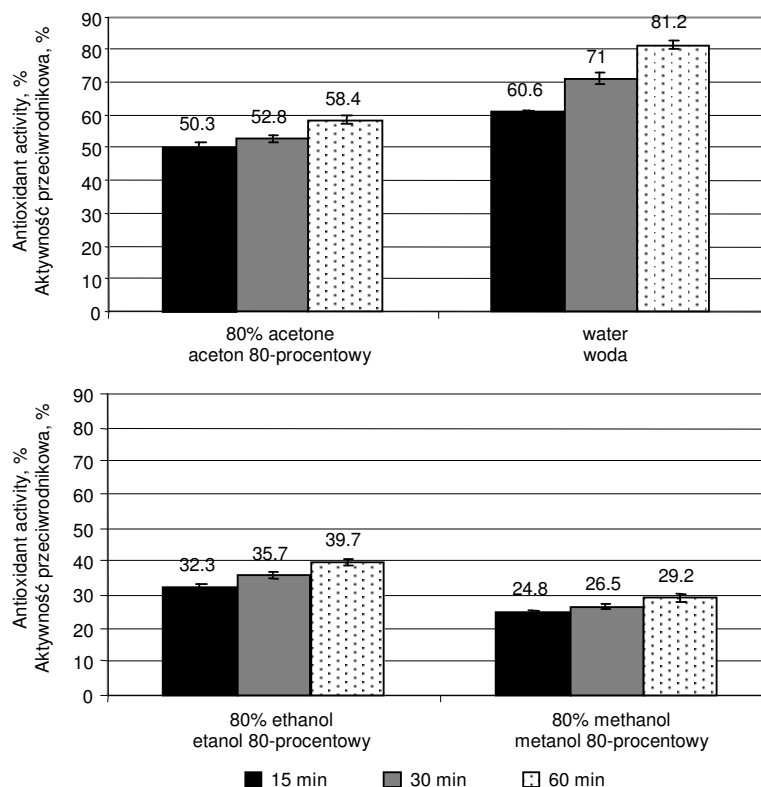 Antioxidant activity, %
Aktywność przeciwrodnikowa, %
90
80
70
60
50
40
30
20
10
0
50.3
52.8
58.4
60.6
71
81.2
80% acetone
aceton 80-procentowy
water
woda
Antioxidant activity, %
Aktywność przeciwrodnikowa, %
90
80
70
60
50
40
30
20
10
0
32.3
35.7
39.7
24.8
26.5
29.2
80% ethanol
etanol 80-procentowy
80% methanol
metanol 80-procentowy
15 min
30 min
60 min